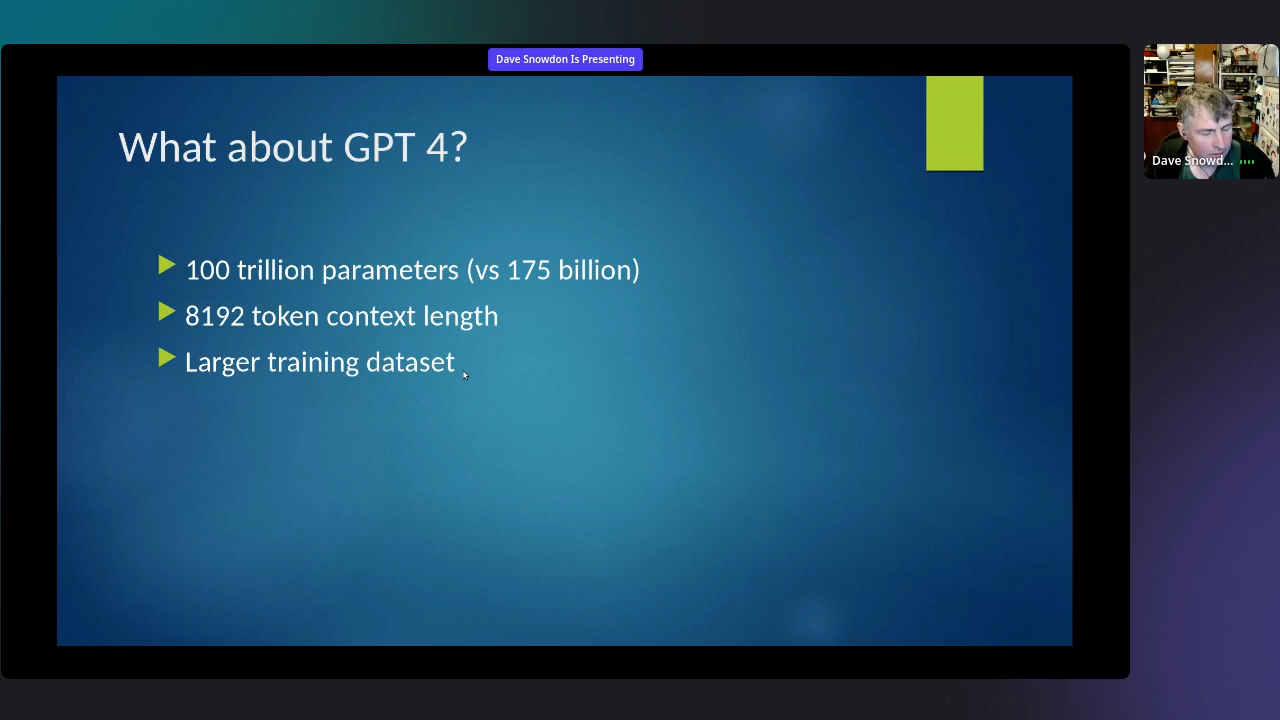 Dave Snowdon Is Presenting
What about GPT 4?
100 trillion parameters (vs 175 billion)
8192 token context length
Larger training dataset
Dave Snowd...